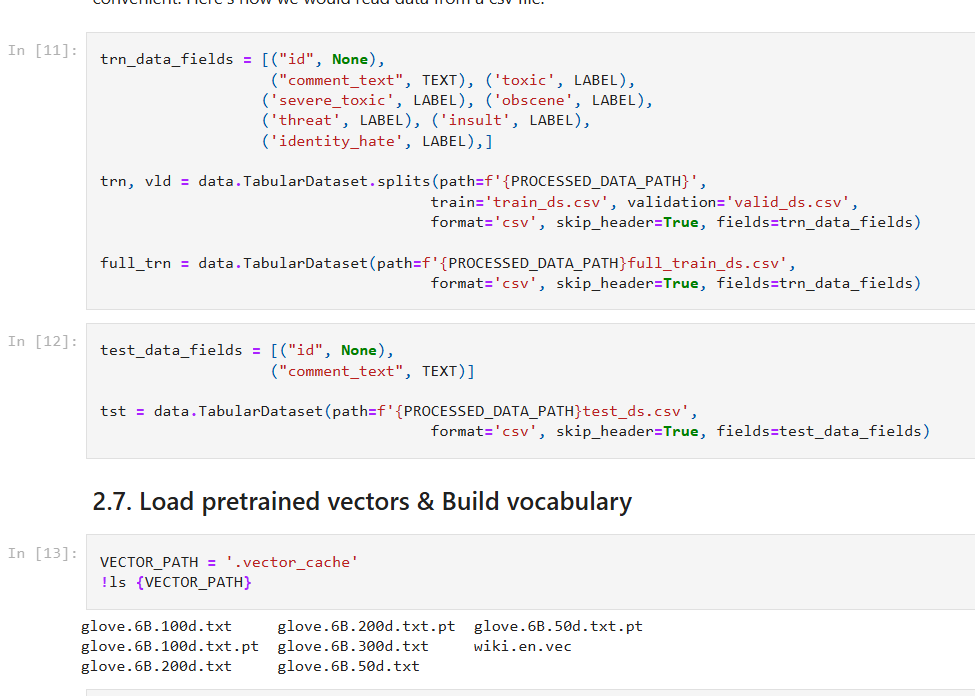 convenient. Here's how we would read data from a csv file.
In [11]:
trn_data_fields = [("id", None),
                   ("comment_text", TEXT), ('toxic', LABEL),
                  ('severe_toxic', LABEL), ('obscene', LABEL),
                  ('threat', LABEL), ('insult', LABEL),
                  ('identity_hate', LABEL),]
trn, vld = data.TabularDataset.splits(path=f'{PROCESSED_DATA_PATH}',
                                     train='train_ds.csv', validation='valid_ds.csv',
                                     format='csv', skip_header=True, fields=trn_data_fields)
full_trn = data.TabularDataset(path=f'{PROCESSED_DATA_PATH}full_train_ds.csv',
                                     format='csv', skip_header=True, fields=trn_data_fields)
In [12]:
test_data_fields = [("id", None),
                   ("comment_text", TEXT)]
tst = data.TabularDataset(path=f'{PROCESSED_DATA_PATH}test_ds.csv',
                                     format='csv', skip_header=True, fields=test_data_fields)
2.7. Load pretrained vectors & Build vocabulary
In [13]:
VECTOR_PATH = '.vector_cache'
!ls {VECTOR_PATH}
glove.6B.100d.txt     glove.6B.200d.txt.pt  glove.6B.50d.txt.pt
glove.6B.100d.txt.pt  glove.6B.300d.txt     wiki.en.vec
glove.6B.200d.txt     glove.6B.50d.txt